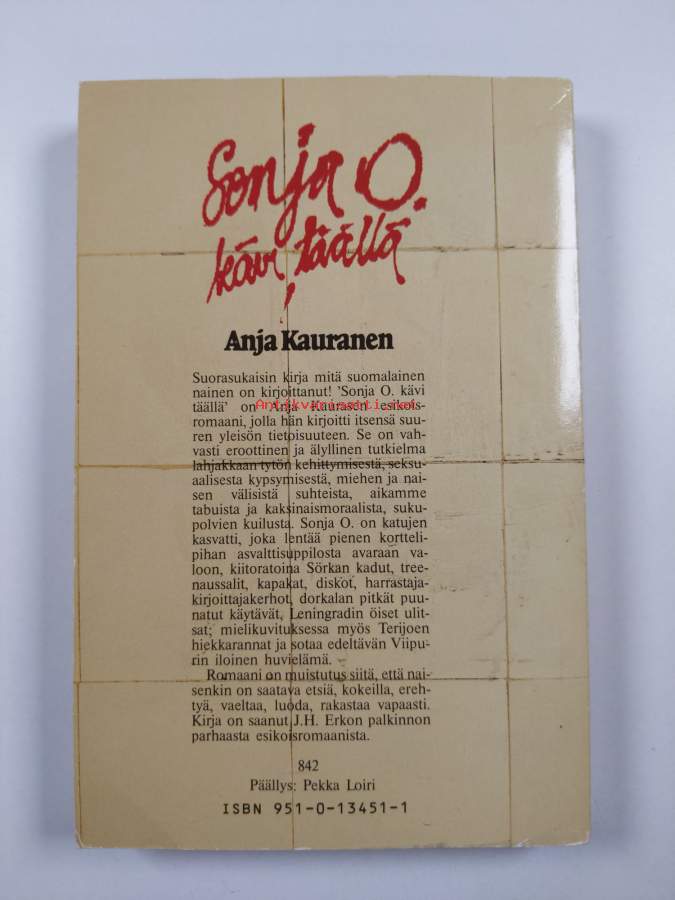 Sonja O.
kävi täällä
Anja Kauranen
Suorasukaisin kirja mitä suomalainen
nainen on kirjoittanut! 'Sonja O. kävi
täällä' on Anja Kaurasen esikois-
Antikvariaatti.net
romaani, jolla hän kirjoitti itsensä suu-
ren yleisön tietoisuuteen. Se on vah-
vasti eroottinen ja älyllinen tutkielma
lahjakkaan tytön kehittymisestä, seksu-
aalisesta kypsymisestä, miehen ja nai-
sen välisistä suhteista, aikamme
tabuista ja kaksinaismoraalista, suku-
polvien kuilusta. Sonja O. on katujen
kasvatti, joka lentää pienen kortteli-
pihan asvalttisuppilosta avaraan va-
loon, kiitoratoina Sörkan kadut, tree-
naussalit, kapakat, diskot, harrastaja-
kirjoittajakerhot, dorkalan pitkät puu-
natut käytävät, Leningradin öiset ulit-
sat; mielikuvituksessa myös Terijoen
hiekkarannat ja sotaa edeltävän Viipu-
rin iloinen huvielämä.
Romaani on muistutus siitä, että nai-
senkin on saatava etsiä, kokeilla, ereh-
tyä, vaeltaa, luoda, rakastaa vapaasti.
Kirja on saanut J.H. Erkon palkinnon
parhaasta esikoisromaanista.
842
Päällys: Pekka Loiri
ISBN 951-0-13451-1